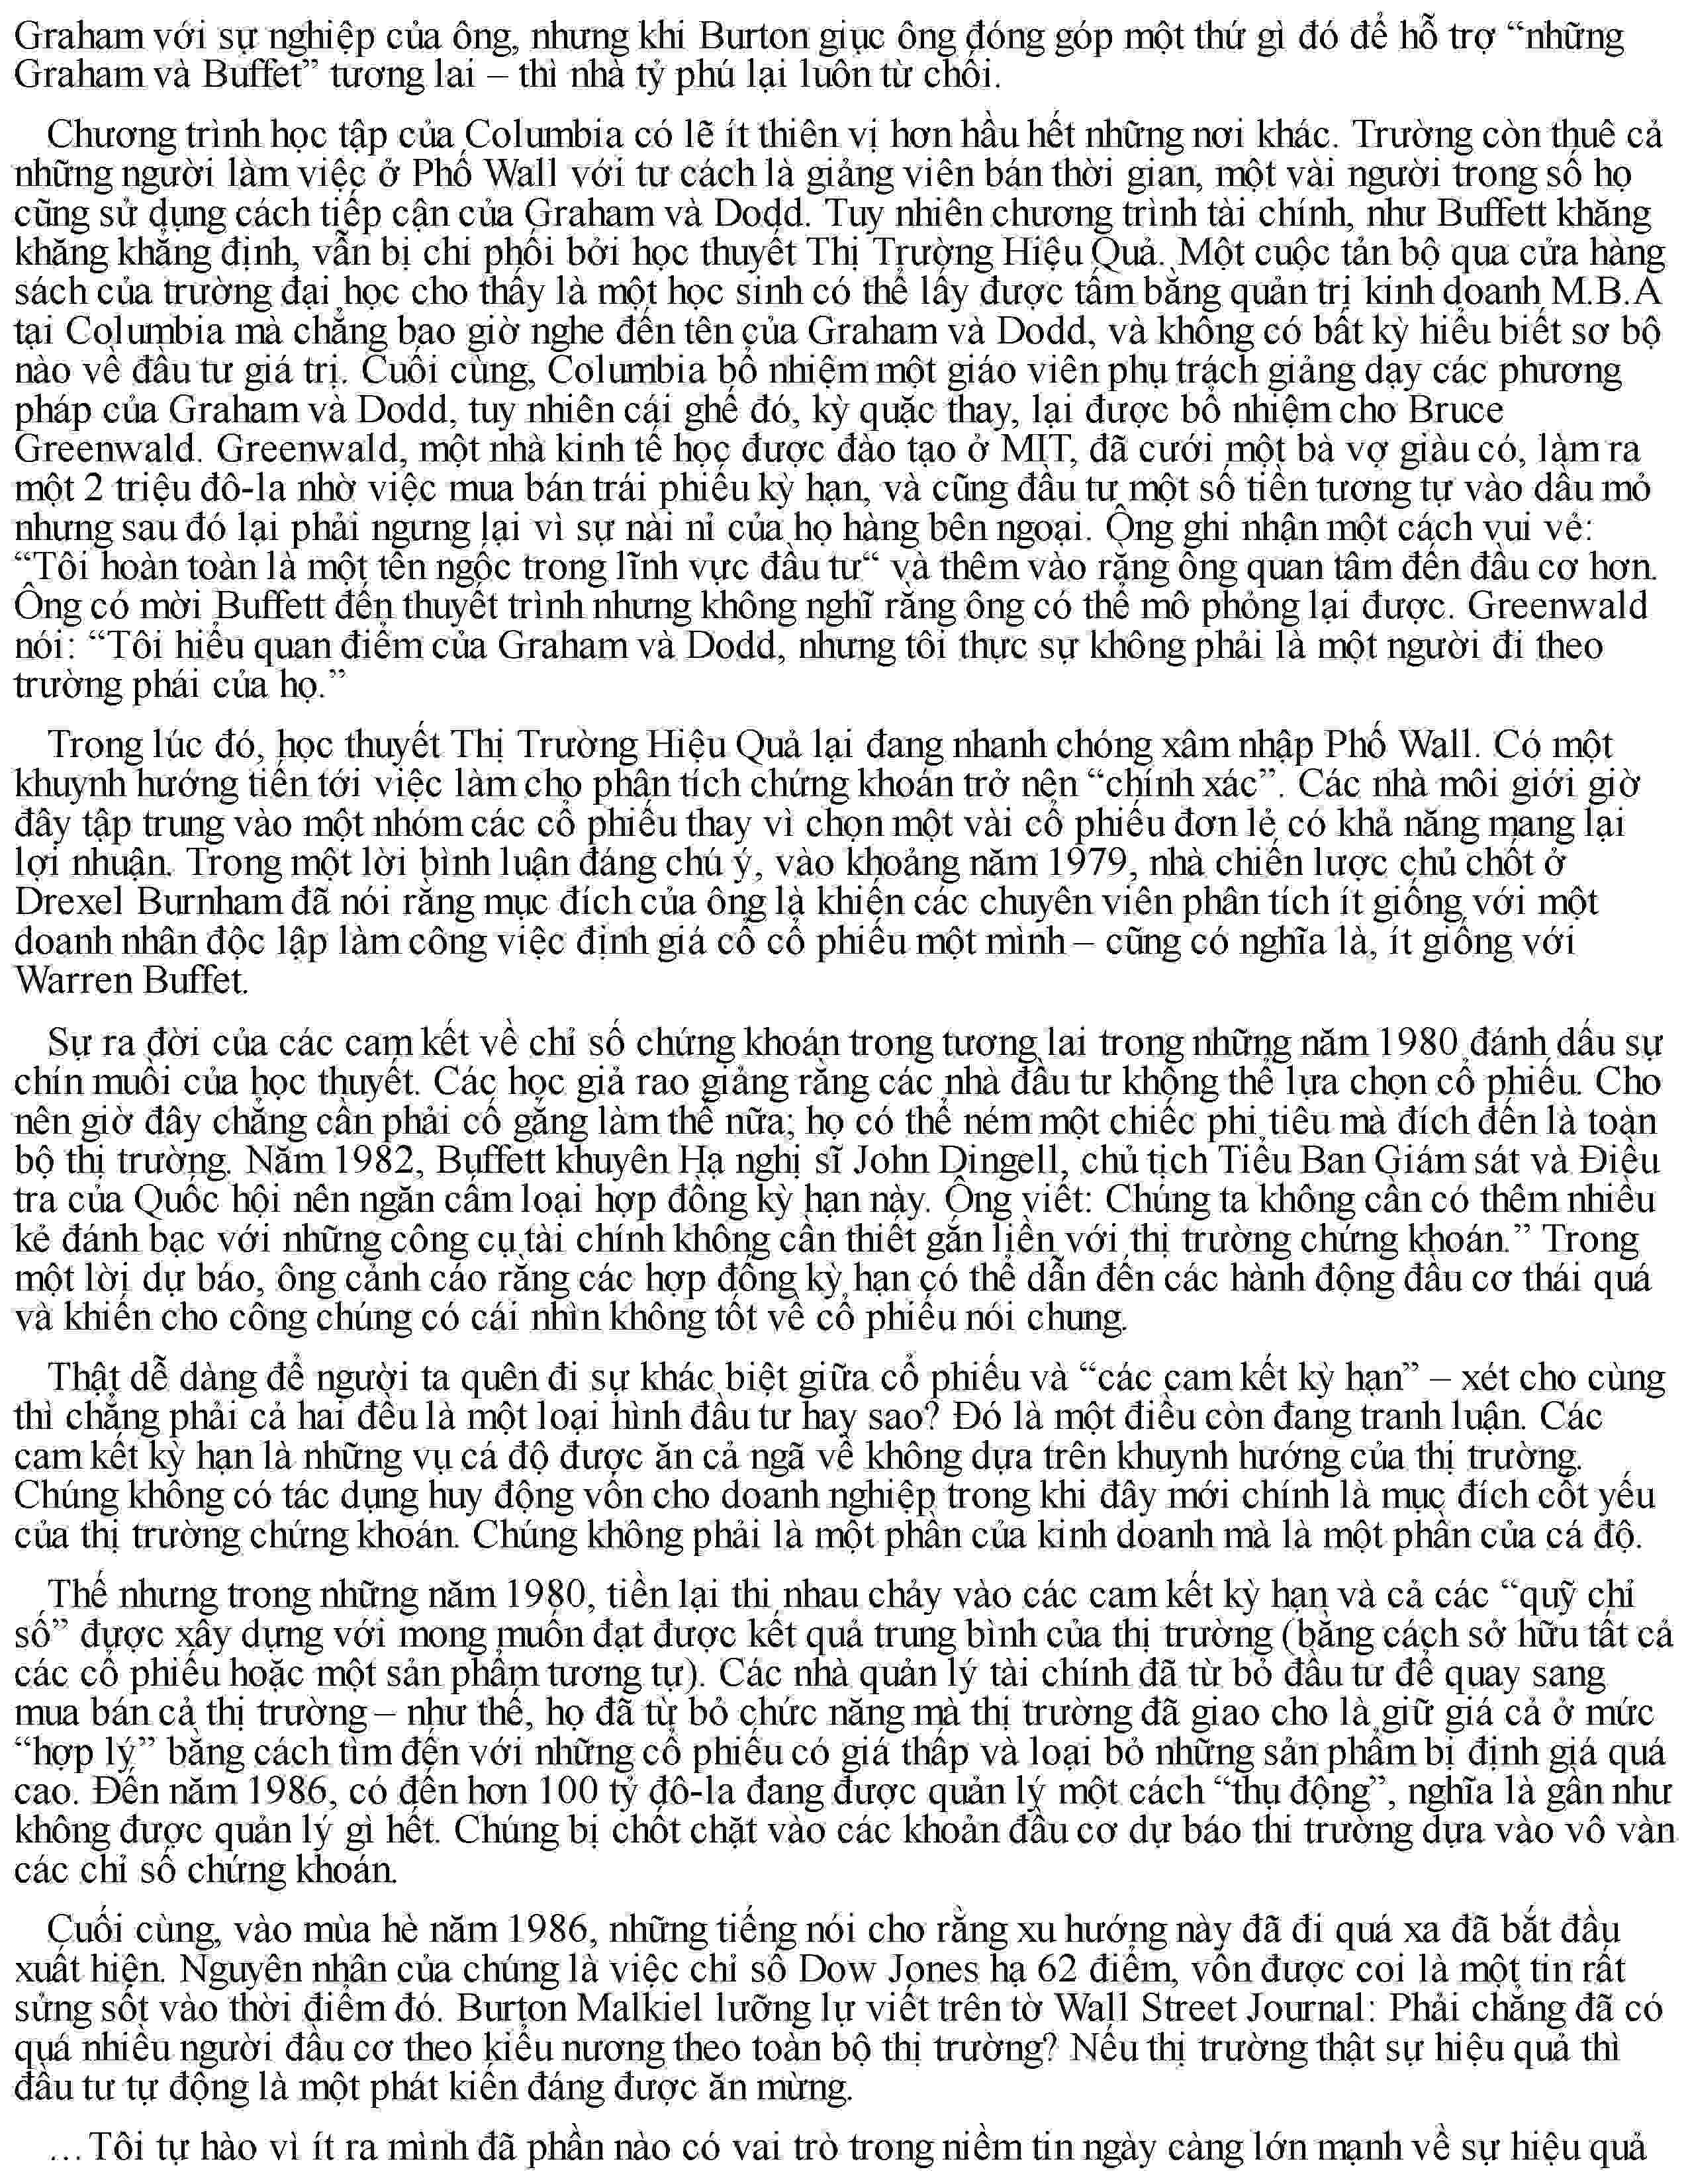 Graham với sự nghiệp của ông, nhưng khi Burton giục ông đóng góp một thứ gì đó để hỗ trợ “những
Graham và Buffet” tương lai – thì nhà tỷ phú lại luôn từ chối.
Chương trình học tập của Columbia có lẽ ít thiên vị hơn hầu hết những nơi khác. Trường còn thuê cả
những người làm việc ở Phố Wall với tư cách là giảng viên bán thời gian, một vài người trong số họ
cũng sử dụng cách tiếp cận của Graham và Dodd. Tuy nhiên chương trình tài chính, như Buffett khăng
khăng khẳng định, vẫn bị chi phối bởi học thuyết Thị Trường Hiệu Quả. Một cuộc tản bộ qua cửa hàng
sách của trường đại học cho thấy là một học sinh có thể lấy được tấm bằng quản trị kinh doanh M.B.A
tại Columbia mà chẳng bao giờ nghe đến tên của Graham và Dodd, và không có bất kỳ hiểu biết sơ bộ
nào về đầu tư giá trị. Cuối cùng, Columbia bổ nhiệm một giáo viên phụ trách giảng dạy các phương
pháp của Graham và Dodd, tuy nhiên cái ghế đó, kỳ quặc thay, lại được bổ nhiệm cho Bruce
Greenwald. Greenwald, một nhà kinh tế học được đào tạo ở MIT, đã cưới một bà vợ giàu có, làm ra
một 2 triệu đô-la nhờ việc mua bán trái phiếu kỳ hạn, và cũng đầu tư một số tiền tương tự vào dầu mỏ
nhưng sau đó lại phải ngưng lại vì sự nài nỉ của họ hàng bên ngoại. Ông ghi nhận một cách vui vẻ:
“Tôi hoàn toàn là một tên ngốc trong lĩnh vực đầu tư“ và thêm vào rằng ông quan tâm đến đầu cơ hơn.
Ông có mời Buffett đến thuyết trình nhưng không nghĩ rằng ông có thể mô phỏng lại được. Greenwald
nói: “Tôi hiểu quan điểm của Graham và Dodd, nhưng tôi thực sự không phải là một người đi theo
trường phái của họ.”
Trong lúc đó, học thuyết Thị Trường Hiệu Quả lại đang nhanh chóng xâm nhập Phố Wall. Có một
khuynh hướng tiến tới việc làm cho phân tích chứng khoán trở nên “chính xác”. Các nhà môi giới giờ
đây tập trung vào một nhóm các cổ phiếu thay vì chọn một vài cổ phiếu đơn lẻ có khả năng mang lại
lợi nhuận. Trong một lời bình luận đáng chú ý, vào khoảng năm 1979, nhà chiến lược chủ chốt ở
Drexel Burnham đã nói rằng mục đích của ông là khiến các chuyên viên phân tích ít giống với một
doanh nhân độc lập làm công việc định giá cổ cổ phiếu một mình – cũng có nghĩa là, ít giống với
Warren Buffet.
Sự ra đời của các cam kết về chỉ số chứng khoán trong tương lai trong những năm 1980 đánh dấu sự
chín muồi của học thuyết. Các học giả rao giảng rằng các nhà đầu tư không thể lựa chọn cổ phiếu. Cho
nên giờ đây chẳng cần phải cố gắng làm thế nữa; họ có thể ném một chiếc phi tiêu mà đích đến là toàn
bộ thị trường. Năm 1982, Buffett khuyên Hạ nghị sĩ John Dingell, chủ tịch Tiểu Ban Giám sát và Điều
tra của Quốc hội nên ngăn cấm loại hợp đồng kỳ hạn này. Ông viết: Chúng ta không cần có thêm nhiều
kẻ đánh bạc với những công cụ tài chính không cần thiết gắn liền với thị trường chứng khoán.” Trong
một lời dự báo, ông cảnh cáo rằng các hợp đồng kỳ hạn có thể dẫn đến các hành động đầu cơ thái quá
và khiến cho công chúng có cái nhìn không tốt về cổ phiếu nói chung.
Thật dễ dàng để người ta quên đi sự khác biệt giữa cổ phiếu và “các cam kết kỳ hạn” – xét cho cùng
thì chẳng phải cả hai đều là một loại hình đầu tư hay sao? Đó là một điều còn đang tranh luận. Các
cam kết kỳ hạn là những vụ cá độ được ăn cả ngã về không dựa trên khuynh hướng của thị trường.
Chúng không có tác dụng huy động vốn cho doanh nghiệp trong khi đây mới chính là mục đích cốt yếu
của thị trường chứng khoán. Chúng không phải là một phần của kinh doanh mà là một phần của cá độ.
Thế nhưng trong những năm 1980, tiền lại thi nhau chảy vào các cam kết kỳ hạn và cả các “quỹ chỉ
số” được xây dựng với mong muốn đạt được kết quả trung bình của thị trường (bằng cách sở hữu tất cả
các cổ phiếu hoặc một sản phẩm tương tự). Các nhà quản lý tài chính đã từ bỏ đầu tư để quay sang
mua bán cả thị trường – như thế, họ đã từ bỏ chức năng mà thị trường đã giao cho là giữ giá cả ở mức
“hợp lý” bằng cách tìm đến với những cổ phiếu có giá thấp và loại bỏ những sản phẩm bị định giá quá
cao. Đến năm 1986, có đến hơn 100 tỷ đô-la đang được quản lý một cách “thụ động”, nghĩa là gần như
không được quản lý gì hết. Chúng bị chốt chặt vào các khoản đầu cơ dự báo thi trường dựa vào vô vàn
các chỉ số chứng khoán.
Cuối cùng, vào mùa hè năm 1986, những tiếng nói cho rằng xu hướng này đã đi quá xa đã bắt đầu
xuất hiện. Nguyên nhân của chúng là việc chỉ số Dow Jones hạ 62 điểm, vốn được coi là một tin rất
sửng sốt vào thời điểm đó. Burton Malkiel lưỡng lự viết trên tờ Wall Street Journal: Phải chăng đã có
quá nhiều người đầu cơ theo kiểu nương theo toàn bộ thị trường? Nếu thị trường thật sự hiệu quả thì
đầu tư tự động là một phát kiến đáng được ăn mừng.
…Tôi tự hào vì ít ra mình đã phần nào có vai trò trong niềm tin ngày càng lớn mạnh về sự hiệu quả